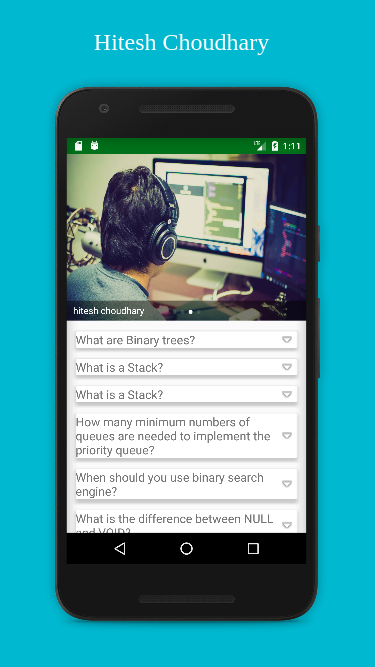 Hitesh Choudhary
LTE 1:11
hitesh choudhary
What are Binary trees?
What is a Stack?
What is a Stack?
How many minimum numbers of
queues are needed to implement the
priority queue?
When should you use binary search
engine?
What is the difference between NULL
and VOID?